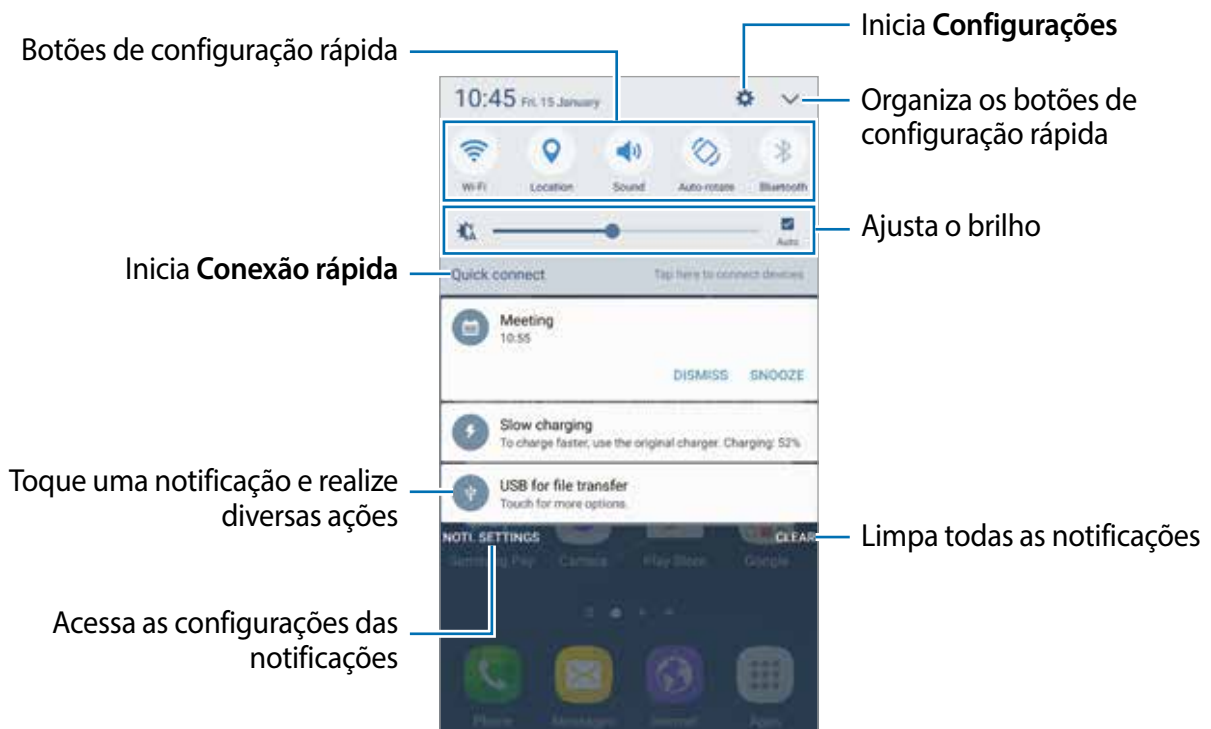 Inicia Configurações
Botões de configuração rápida
10:45 Fri, 15 January
Organiza os botões de
configuração rápida
Wi-Fi Location Sound Auto-rotate Bluetooth
Ajusta o brilho
Auto
Inicia Conexão rápida
Quick connect Tap here to connect devices
Meeting
10:55
DISMISS SNOOZE
Slow charging
To charge faster, use the original charger. Charging: 52%
Toque uma notificação e realize
diversas ações
USB for file transfer
Touch for more options.
NOTI. SETTINGS CLEAR
Limpa todas as notificações
Samsung Pay Camera Play Store Google
Acessa as configurações das
notificações
Phone Messages Internet Apps